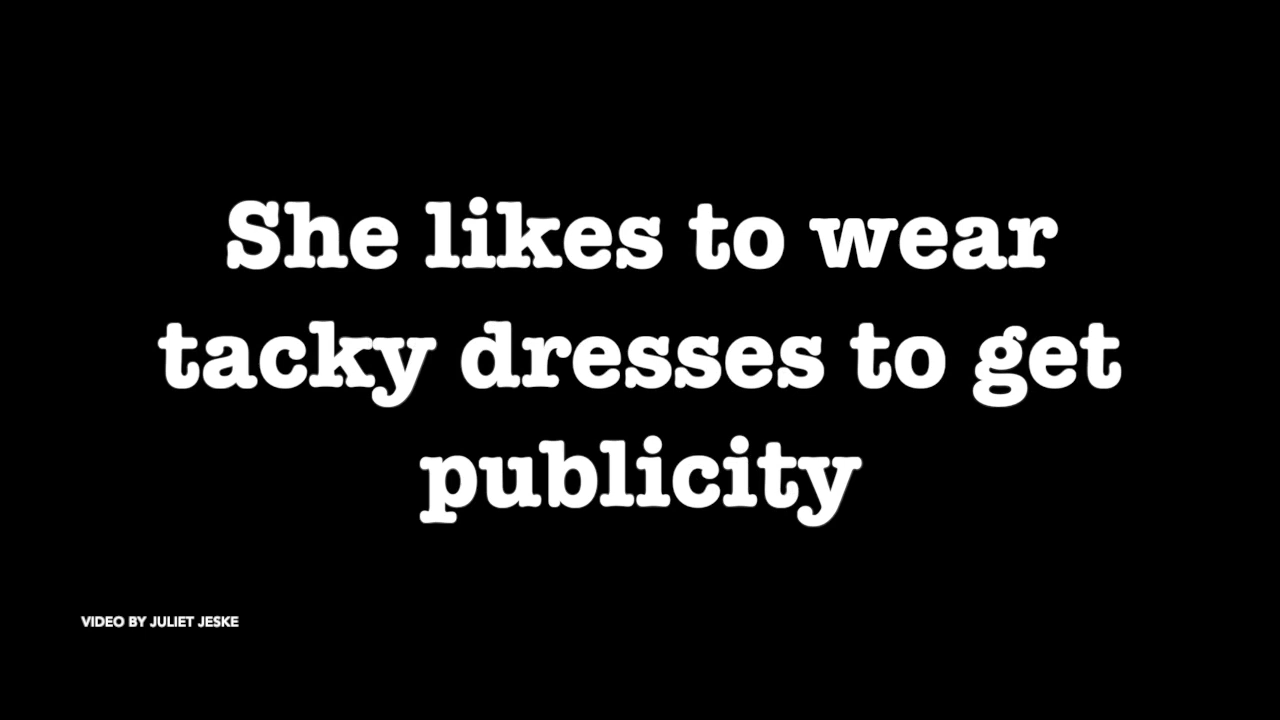 She likes to wear
tacky dresses to get
publicity
VIDEO BY JULIET JESKE